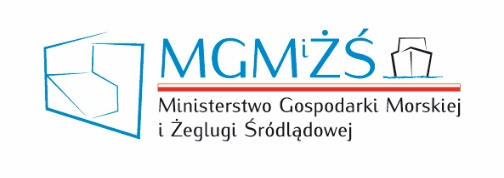 MGMiŻŚ
Ministerstwo Gospodarki Morskiej
i Żeglugi Śródlądowej